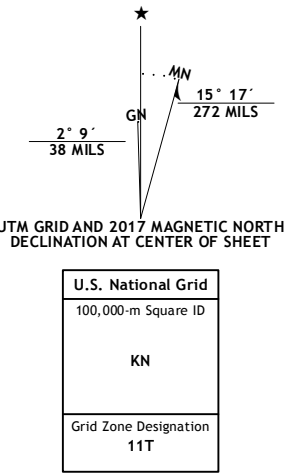 ★
MN
GN
15° 17´
272 MILS
2° 9´
38 MILS
UTM GRID AND 2017 MAGNETIC NORTH
DECLINATION AT CENTER OF SHEET
U.S. National Grid
100,000-m Square ID
KN
Grid Zone Designation
11T